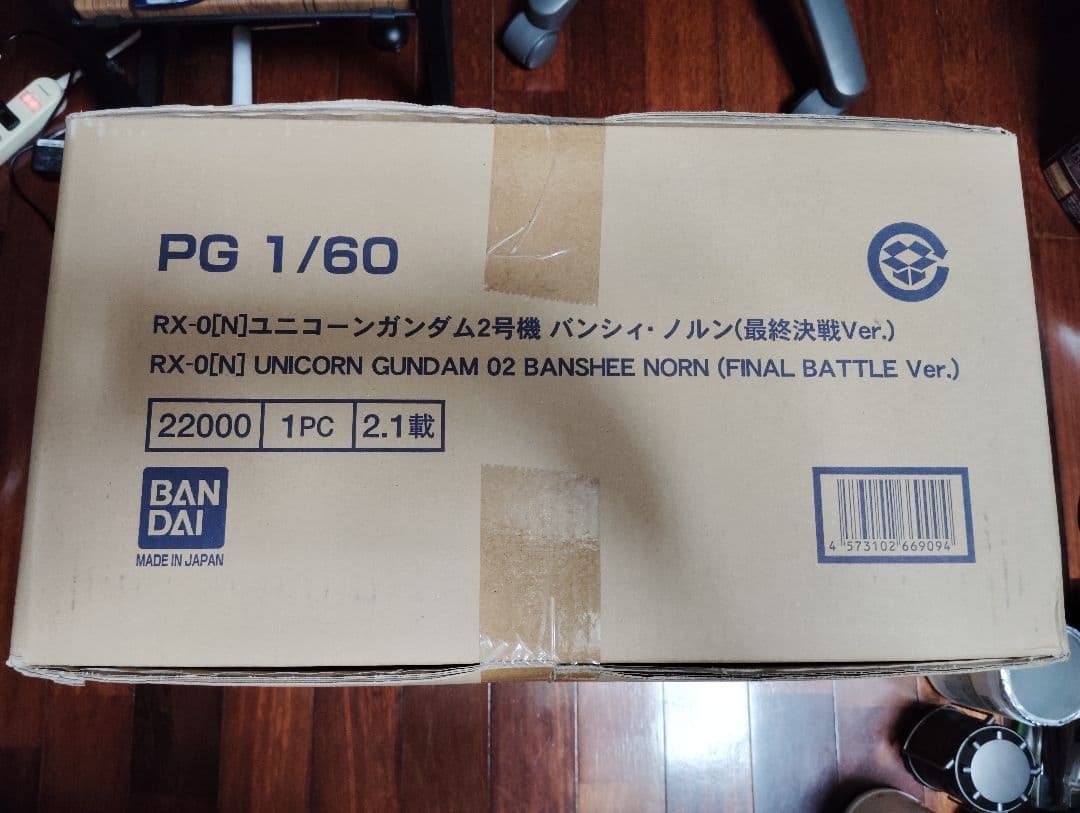 PG 1/60
RX-0[N]ユニコーンガンダム2号機 バンシィ・ノルン(最終決戦Ver.)
RX-0[N] UNICORN GUNDAM 02 BANSHEE NORN (FINAL BATTLE Ver.)
22000 1PC 2.1載
BAN
DAI
MADE IN JAPAN
4 573102 669094